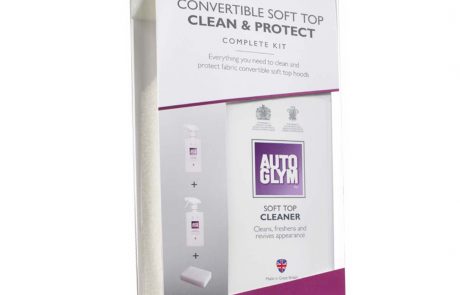 CONVERTIBLE SOFT TOP
CLEAN & PROTECT
COMPLETE KIT
Everything you need to clean and
protect fabric convertible soft top hoods
+
+
AUTO
GLYM
SOFT TOP
CLEANER
Cleans, freshens and
revives appearance
Made in Great Britain